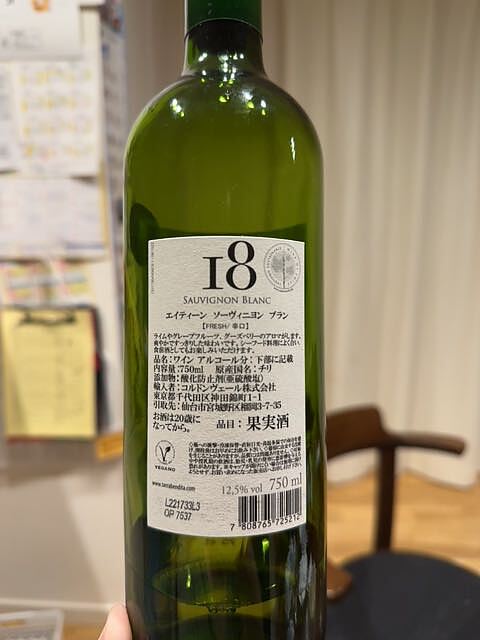 18
SAUVIGNON BLANC
エイティーン ソーヴィニヨン ブラン
【FRESH/ 辛口】
ライムやグレープフルーツ、グーズベリーのアロマがします。
爽やかですっきりした味わいです。シーフード料理によく合い、
食前酒としてもお楽しみいただけます。
品名：ワイン アルコール分：下部に記載
内容量：750ml 原産国名：チリ
添加物：酸化防止剤(亜硫酸塩)
輸入者：コルドンヴェール株式会社
東京都千代田区神田錦町1-1
引取先：仙台市宮城野区榴岡3-7-35
お酒は20歳に
なってから。
品目：果実酒
VEGANO
www.terrabendita.com
12,5% vol 750 ml
L221733L3
OP 7537
7 808765 725212